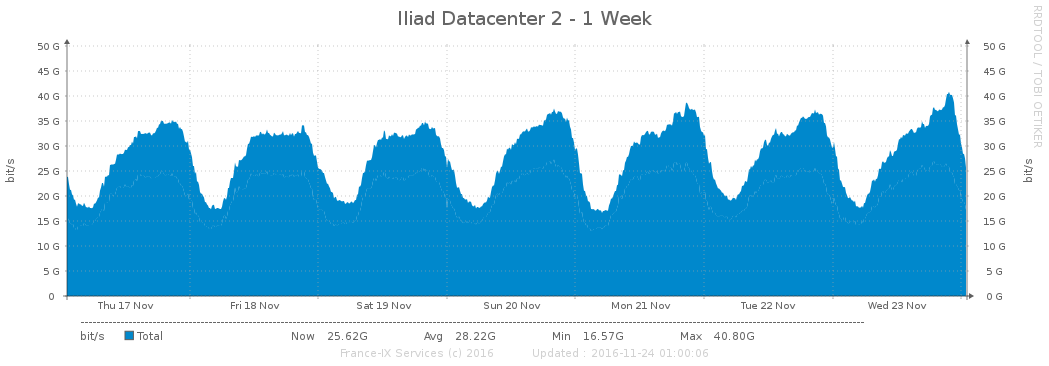 Iliad Datacenter 2 - 1 Week
RRDTOOL / TOBI OETIKER
bit/s
50 G 50 G
45 G 45 G
40 G 40 G
35 G 35 G
30 G 30 G
25 G 25 G
20 G 20 G
15 G 15 G
10 G 10 G
5 G 5 G
0 0 G
bit/s
Thu 17 Nov Fri 18 Nov Sat 19 Nov Sun 20 Nov Mon 21 Nov Tue 22 Nov Wed 23 Nov
bit/s Total Now 25.62G Avg 28.22G Min 16.57G Max 40.80G
France-IX Services (c) 2016 Updated : 2016-11-24 01:00:06